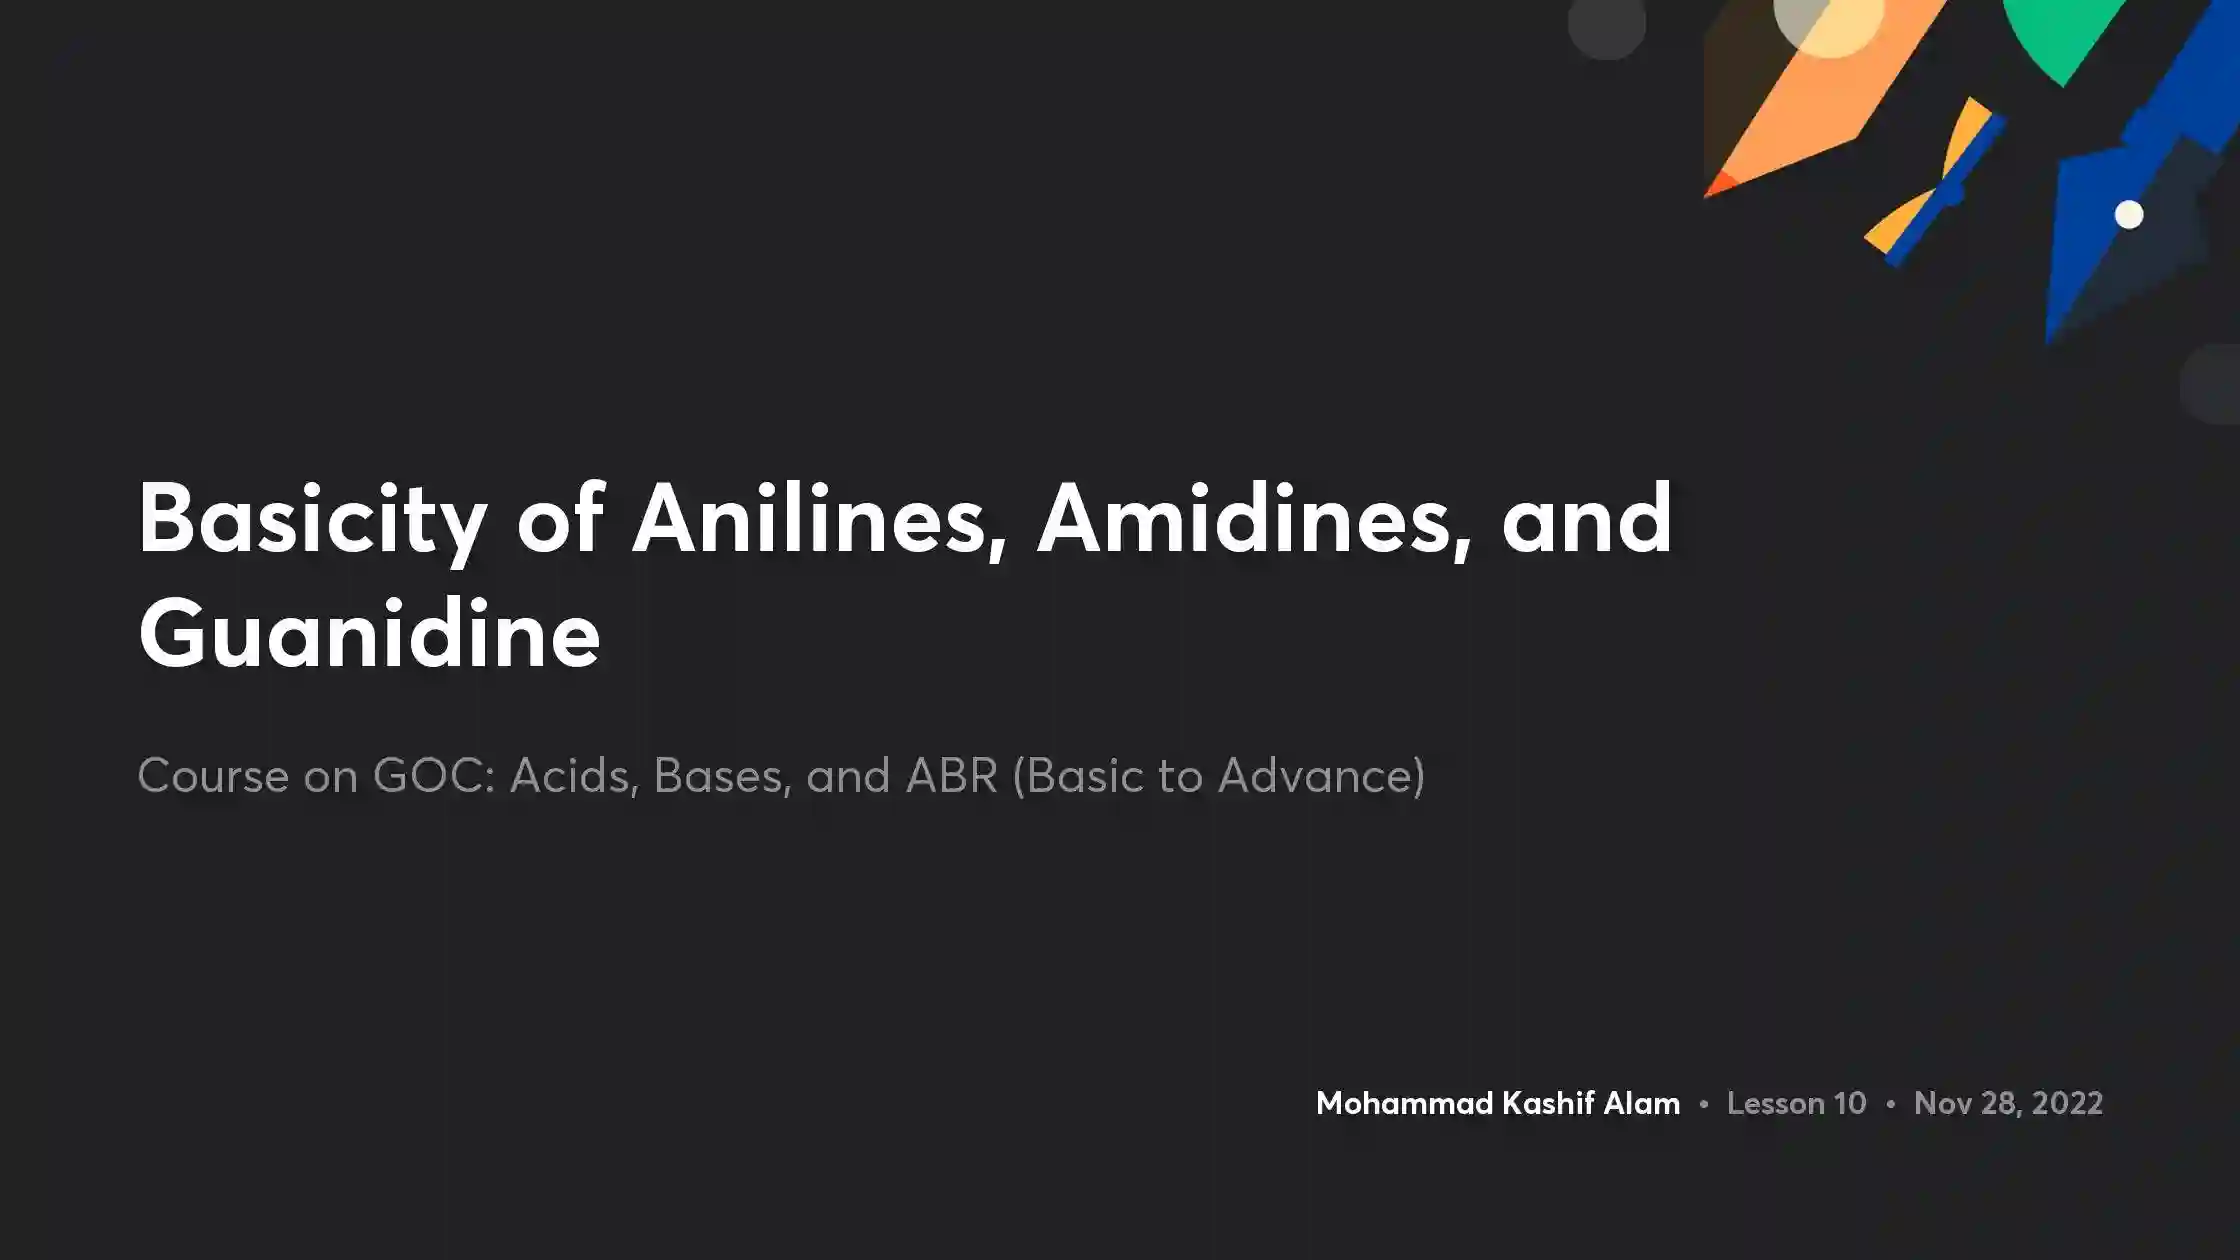 Basicity of Anilines, Amidines, and
Guanidine
Course on GOC: Acids, Bases, and ABR (Basic to Advance)
Mohammad Kashif Alam • Lesson 10 • Nov 28, 2022